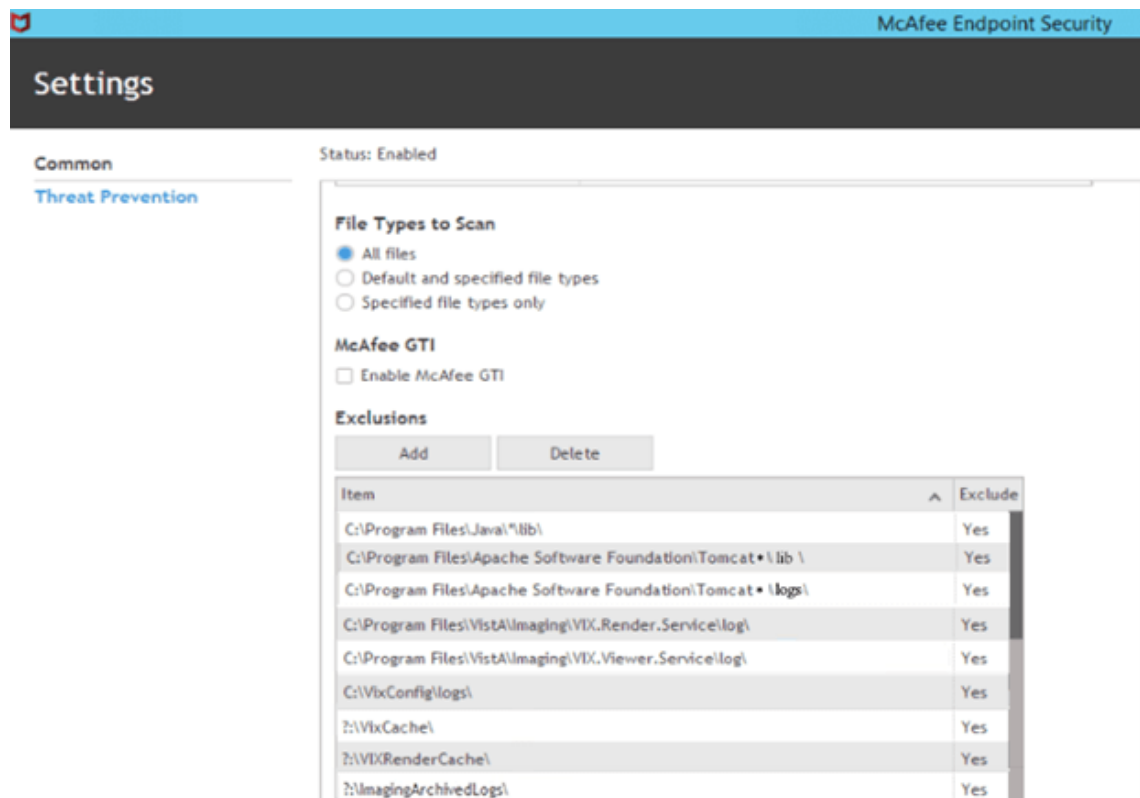 McAfee Endpoint Security
Settings
Common
Threat Prevention
Status: Enabled
File Types to Scan
All files
Default and specified file types
Specified file types only
McAfee GTI
Enable McAfee GTI
Exclusions
Add Delete
Item Exclude
C:\Program Files\Java\*\lib\ Yes
C:\Program Files\Apache Software Foundation\Tomcat•\lib \ Yes
C:\Program Files\Apache Software Foundation\Tomcat• \logs\ Yes
C:\Program Files\VistA\Imaging\VIX.Render.Service\log\ Yes
C:\Program Files\VistA\Imaging\VIX.Viewer.Service\log\ Yes
C:\VixConfig\logs\ Yes
?:\VixCache\ Yes
?:\VIXRenderCache\ Yes
?:\ImagingArchivedLogs\ Yes